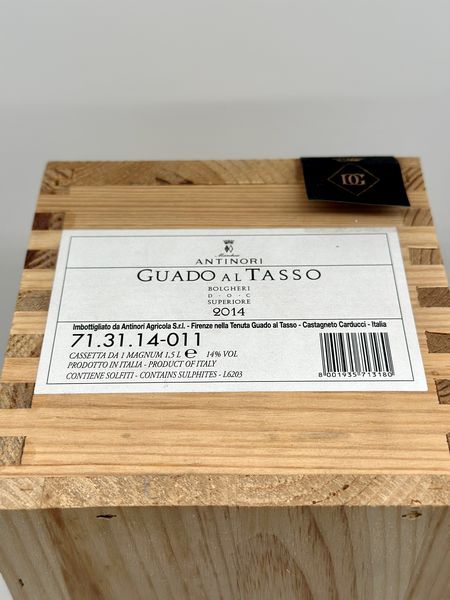 DG
Marchesi
ANTINORI
GUADO AL TASSO
BOLGHERI
D·O·C
SUPERIORE
2014
Imbottigliato da Antinori Agricola S.r.l. - Firenze nella Tenuta Guado al Tasso - Castagneto Carducci - Italia
71.31.14-011
CASSETTA DA 1 MAGNUM 1,5 L e 14% VOL
PRODOTTO IN ITALIA - PRODUCT OF ITALY
CONTIENE SOLFITI - CONTAINS SULPHITES - L6203
8 001935 713180